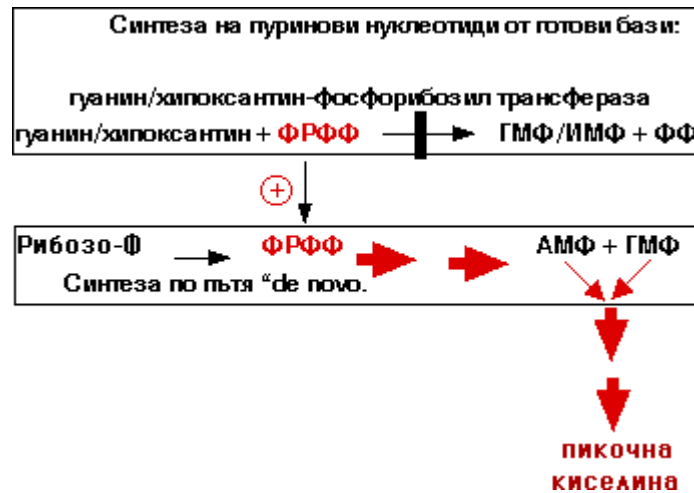 Синтеза на пуринови нуклеотиди от готови бази:
гуанин/хипоксантин-фосфорибозил трансфераза
гуанин/хипоксантин + ФРФФ ГМФ/ИМФ + ФФ
+
Рибозо-Ф ФРФФ АМФ + ГМФ
Синтеза по пътя “de novo.
пикочна
киселина